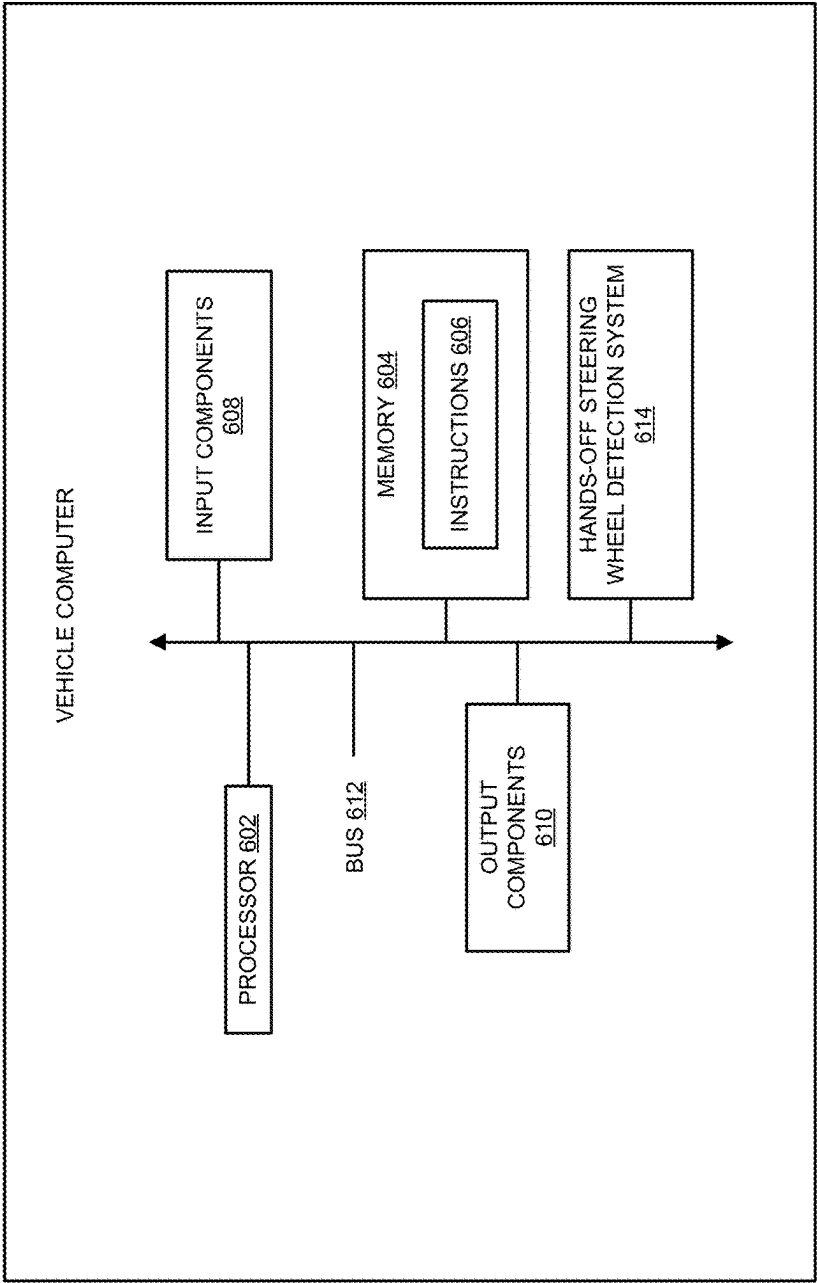 VEHICLE COMPUTER
INPUT COMPONENTS
608
PROCESSOR 602
BUS 612
MEMORY 604
INSTRUCTIONS 606
OUTPUT
COMPONENTS
610
HANDS-OFF STEERING
WHEEL DETECTION SYSTEM
614